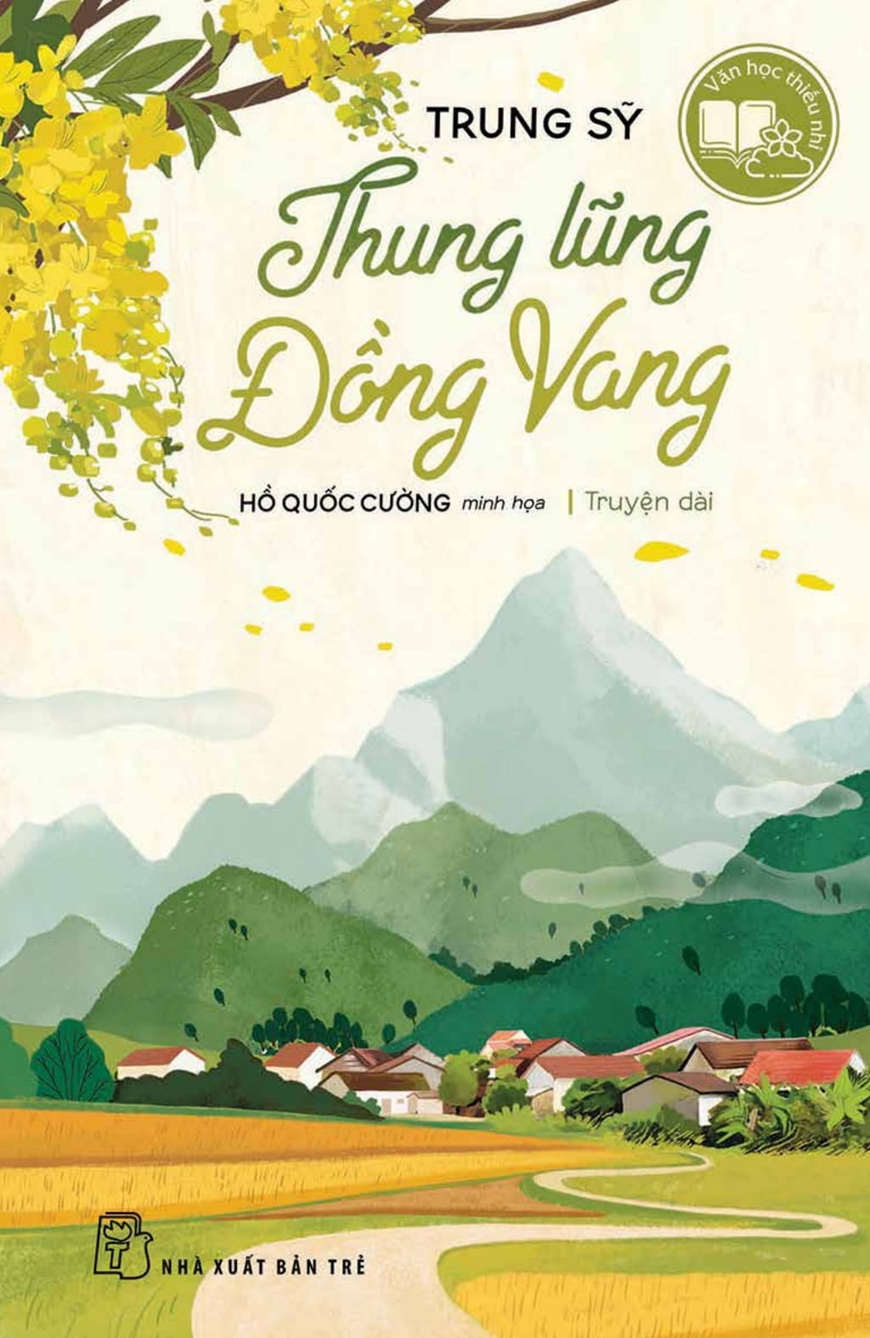 TRUNG SỸ
Văn học thiếu nhi
Thung lũng
Đồng Vang
HỒ QUỐC CƯỜNG minh họa | Truyện dài
T
NHÀ XUẤT BẢN TRẺ